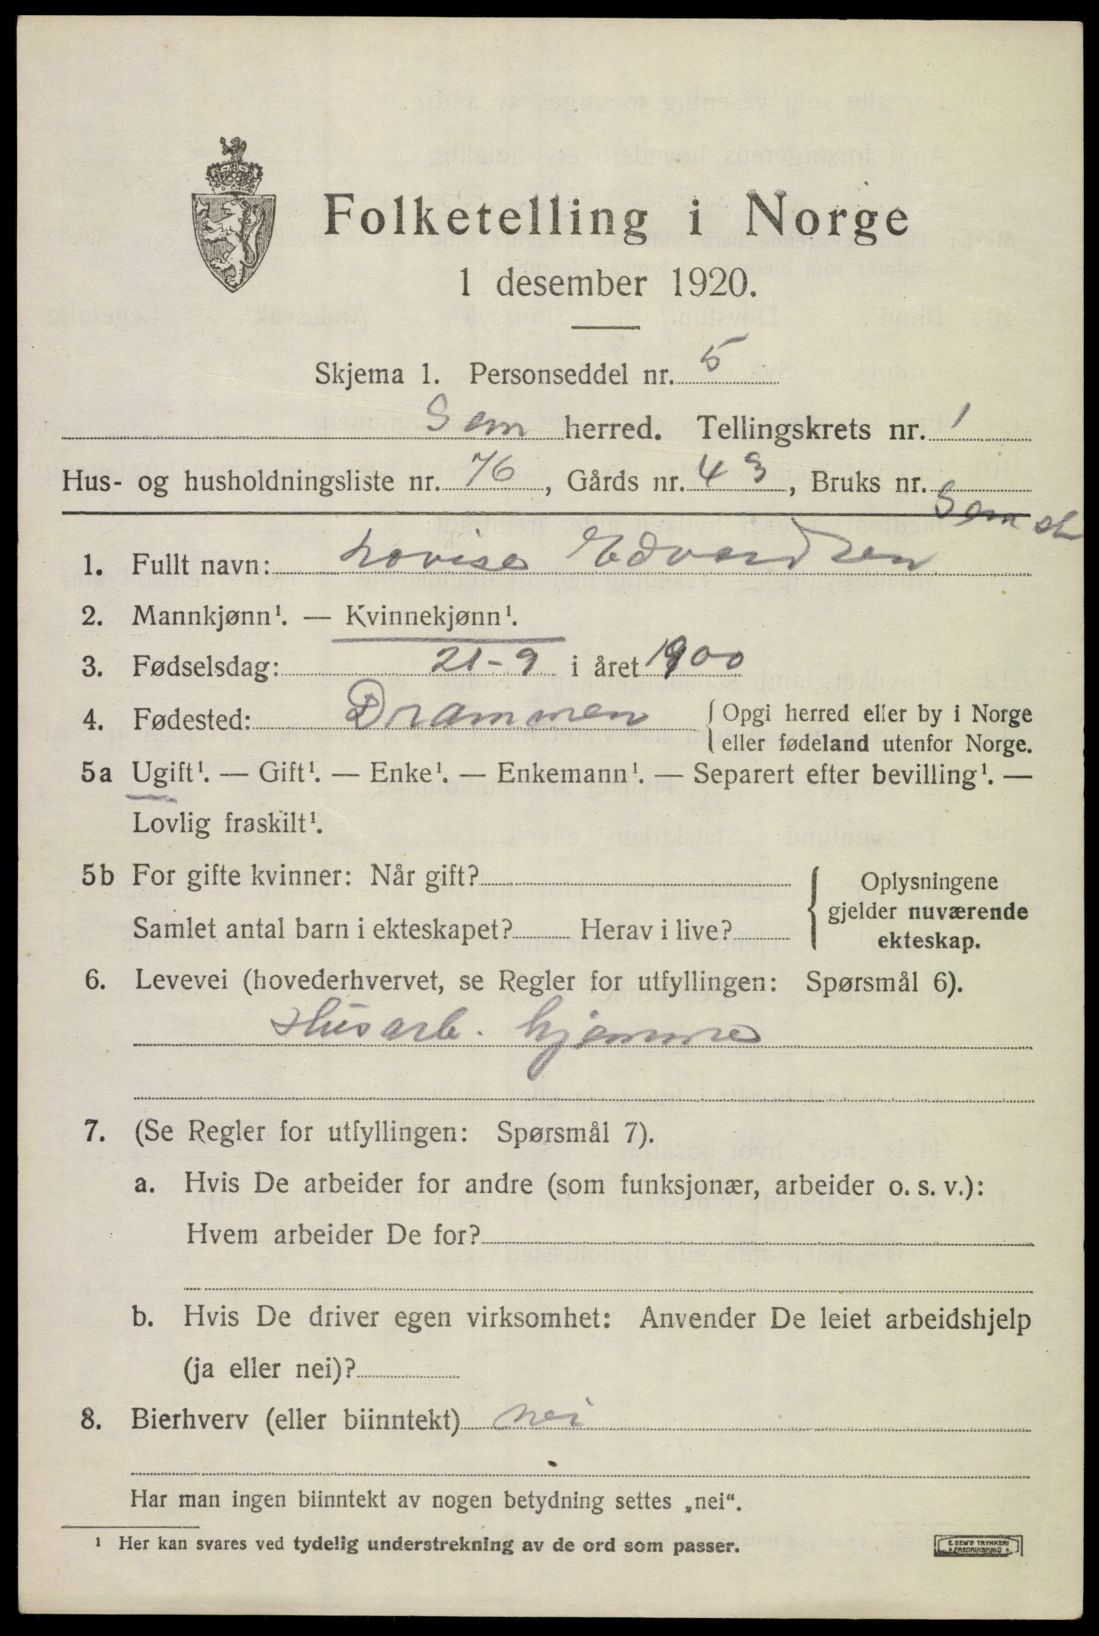 Folketelling i Norge
1 desember 1920.
Skjema 1. Personseddel nr. 5
Sem herred. Tellingskrets nr. 1
Hus- og husholdningsliste nr. 76, Gårds nr. 43, Bruks nr.
Sem st
1. Fullt navn: Lovise Edvardsen
2. Mannkjønn¹. — Kvinnekjønn¹.
3. Fødselsdag: 21-9 i året 1900
4. Fødested: Drammen {Opgi herred eller by i Norge
eller fødeland utenfor Norge.
5a Ugift¹. — Gift¹. — Enke¹. — Enkemann¹. — Separert efter bevilling¹. —
Lovlig fraskilt¹.
5b For gifte kvinner: Når gift? { Oplysningene
gjelder nuværende
Samlet antal barn i ekteskapet? Herav i live? ekteskap.
6. Levevei (hovederhvervet, se Regler for utfyllingen: Spørsmål 6).
Husarb. hjemme
7. (Se Regler for utfyllingen: Spørsmål 7).
a. Hvis De arbeider for andre (som funksjonær, arbeider o. s. v.):
Hvem arbeider De for?
b. Hvis De driver egen virksomhet: Anvender De leiet arbeidshjelp
(ja eller nei)?
8. Bierhverv (eller biinntekt) nei
Har man ingen biinntekt av nogen betydning settes „nei“.
¹ Her kan svares ved tydelig understrekning av de ord som passer.
E. SEM'S TRYKKERI
FREDRIKSHALD